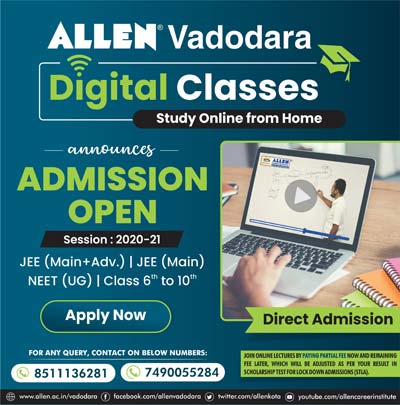 ALLEN® Vadodara
Digital Classes
Study Online from Home
announces
ADMISSION
OPEN
Session : 2020-21
JEE (Main+Adv.) | JEE (Main)
NEET (UG) | Class 6th to 10th
Apply Now
ALLEN
Direct Admission
FOR ANY QUERY, CONTACT ON BELOW NUMBERS:
8511136281 7490055284
JOIN ONLINE LECTURES BY PAYING PARTIAL FEE NOW AND REMAINING
FEE LATER, WHICH WILL BE ADJUSTED AS PER YOUR RESULT IN
SCHOLARSHIP TEST FOR LOCK DOWN ADMISSIONS (STLA).
www.allen.ac.in/vadodara facebook.com/allenvadodara twitter.com/allenkota youtube.com/allencareerinstitute